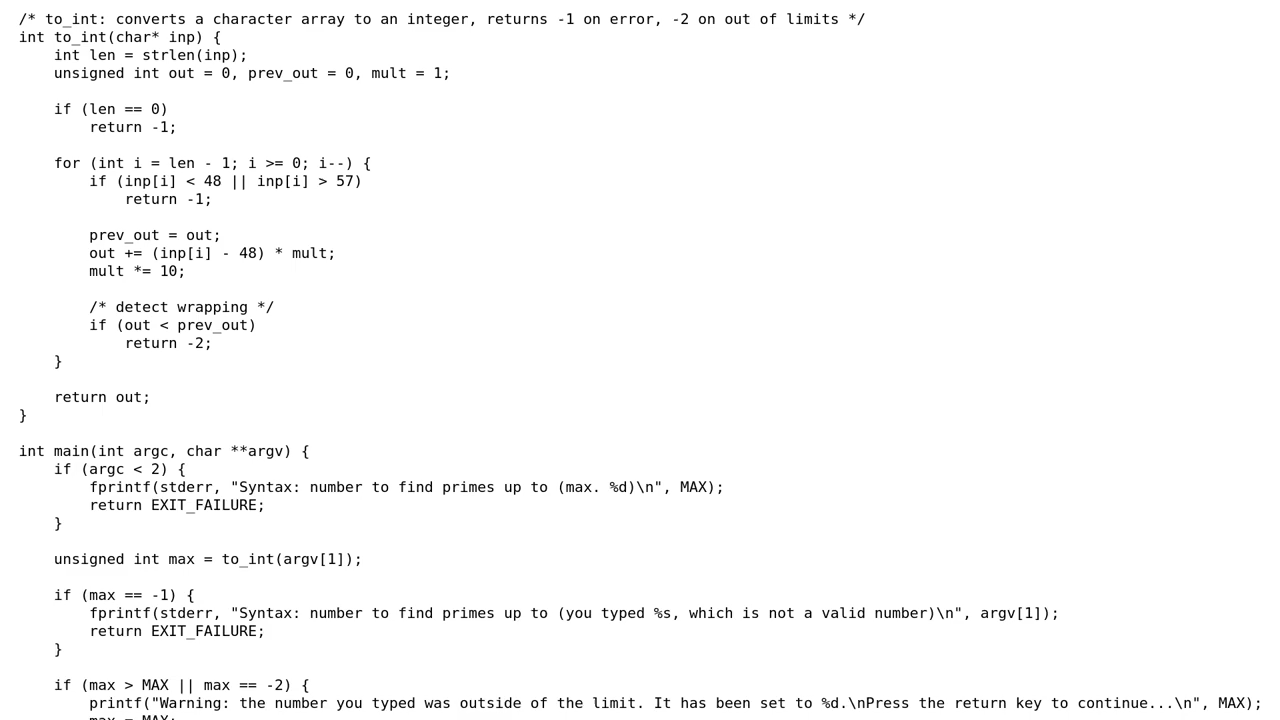 /* to_int: converts a character array to an integer, returns -1 on error, -2 on out of limits */
int to_int(char* inp) {
    int len = strlen(inp);
    unsigned int out = 0, prev_out = 0, mult = 1;

    if (len == 0)
        return -1;

    for (int i = len - 1; i >= 0; i--) {
        if (inp[i] < 48 || inp[i] > 57)
            return -1;

        prev_out = out;
        out += (inp[i] - 48) * mult;
        mult *= 10;

        /* detect wrapping */
        if (out < prev_out)
            return -2;
    }

    return out;
}

int main(int argc, char **argv) {
    if (argc < 2) {
        fprintf(stderr, "Syntax: number to find primes up to (max. %d)\n", MAX);
        return EXIT_FAILURE;
    }

    unsigned int max = to_int(argv[1]);

    if (max == -1) {
        fprintf(stderr, "Syntax: number to find primes up to (you typed %s, which is not a valid number)\n", argv[1]);
        return EXIT_FAILURE;
    }

    if (max > MAX || max == -2) {
        printf("Warning: the number you typed was outside of the limit. It has been set to %d.\nPress the return key to continue...\n", MAX);
        max = MAX;